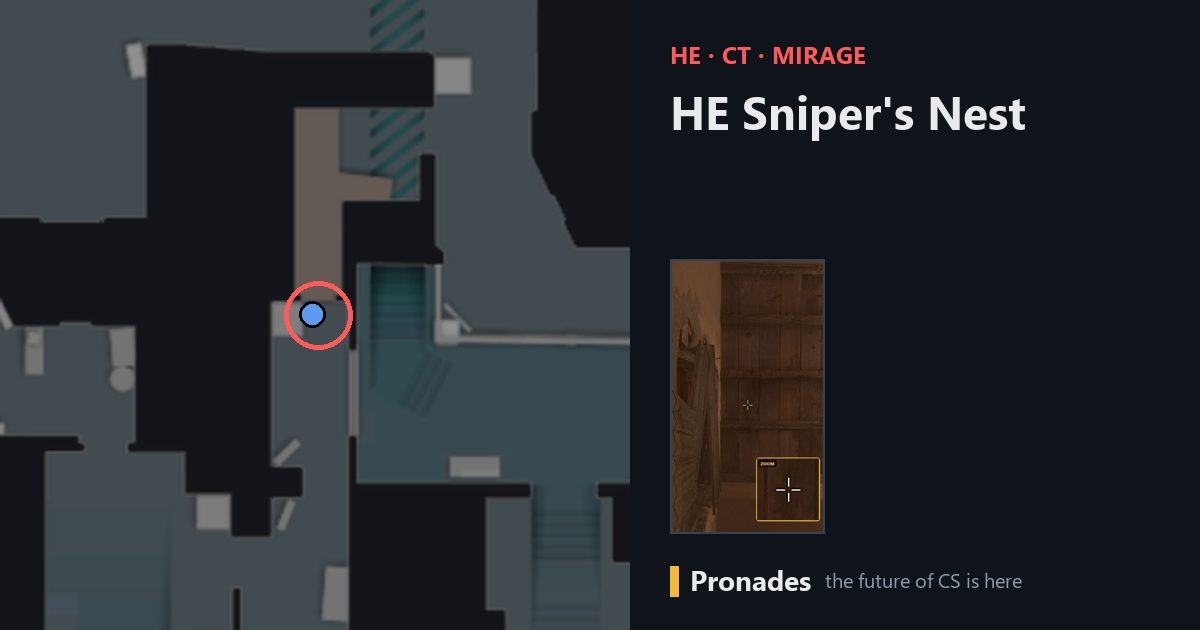 HE · CT · MIRAGE
HE Sniper's Nest
ZOOM
Pronades the future of CS is here